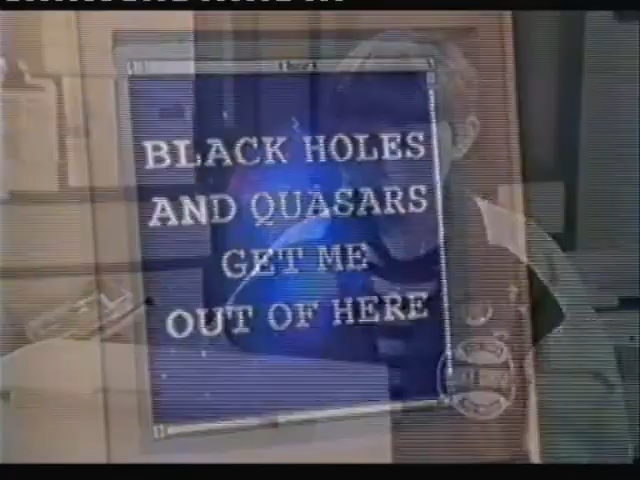 BLACK HOLES
AND QUASARS
GET ME
OUT OF HERE